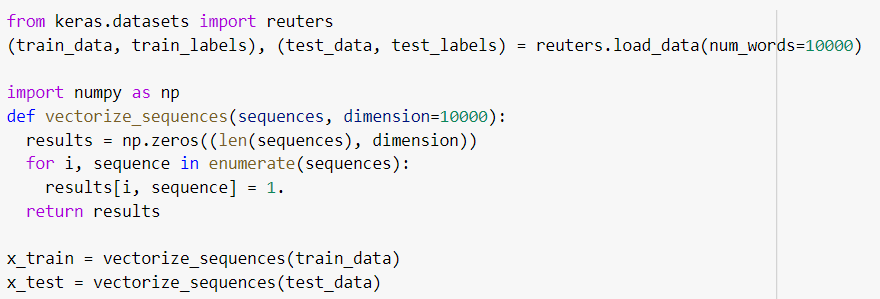 from keras.datasets import reuters
(train_data, train_labels), (test_data, test_labels) = reuters.load_data(num_words=10000)
import numpy as np
def vectorize_sequences(sequences, dimension=10000):
  results = np.zeros((len(sequences), dimension))
  for i, sequence in enumerate(sequences):
    results[i, sequence] = 1.
  return results
x_train = vectorize_sequences(train_data)
x_test = vectorize_sequences(test_data)